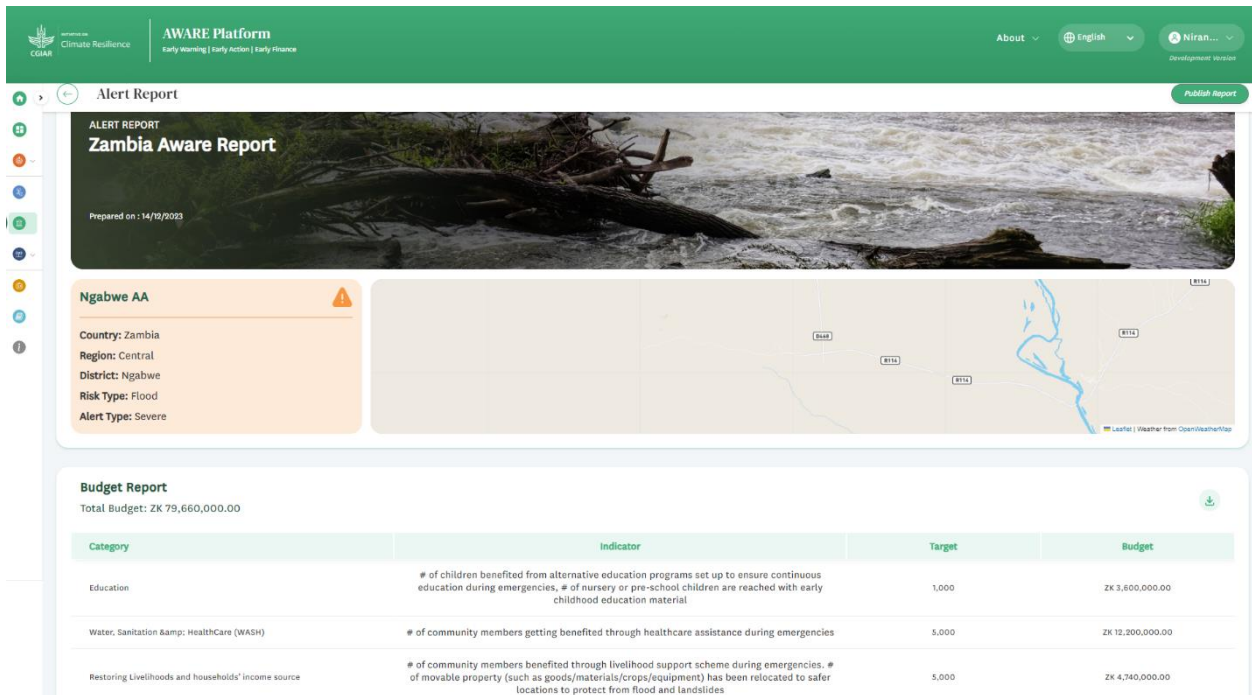 CGIAR
INITIATIVE ON
Climate Resilience
AWARE Platform
Early Warning | Early Action | Early Finance
About
English
Niran...
Development Version
Alert Report
Publish Report
ALERT REPORT
Zambia Aware Report
Prepared on : 14/12/2023
Ngabwe AA
Country: Zambia
Region: Central
District: Ngabwe
Risk Type: Flood
Alert Type: Severe
R114
R114
R114
R114
Leaflet | Weather from OpenWeatherMap
Budget Report
Total Budget: ZK 79,660,000.00
Category Indicator Target Budget
# of children benefited from alternative education programs set up to ensure continuous
Education education during emergencies, # of nursery or pre-school children are reached with early 1,000 ZK 3,600,000.00
childhood education material
Water, Sanitation &amp; HealthCare (WASH) # of community members getting benefited through healthcare assistance during emergencies 5,000 ZK 12,200,000.00
# of community members benefited through livelihood support scheme during emergencies. #
Restoring Livelihoods and households' income source of movable property (such as goods/materials/crops/equipment) has been relocated to safer 5,000 ZK 4,740,000.00
locations to protect from flood and landslides